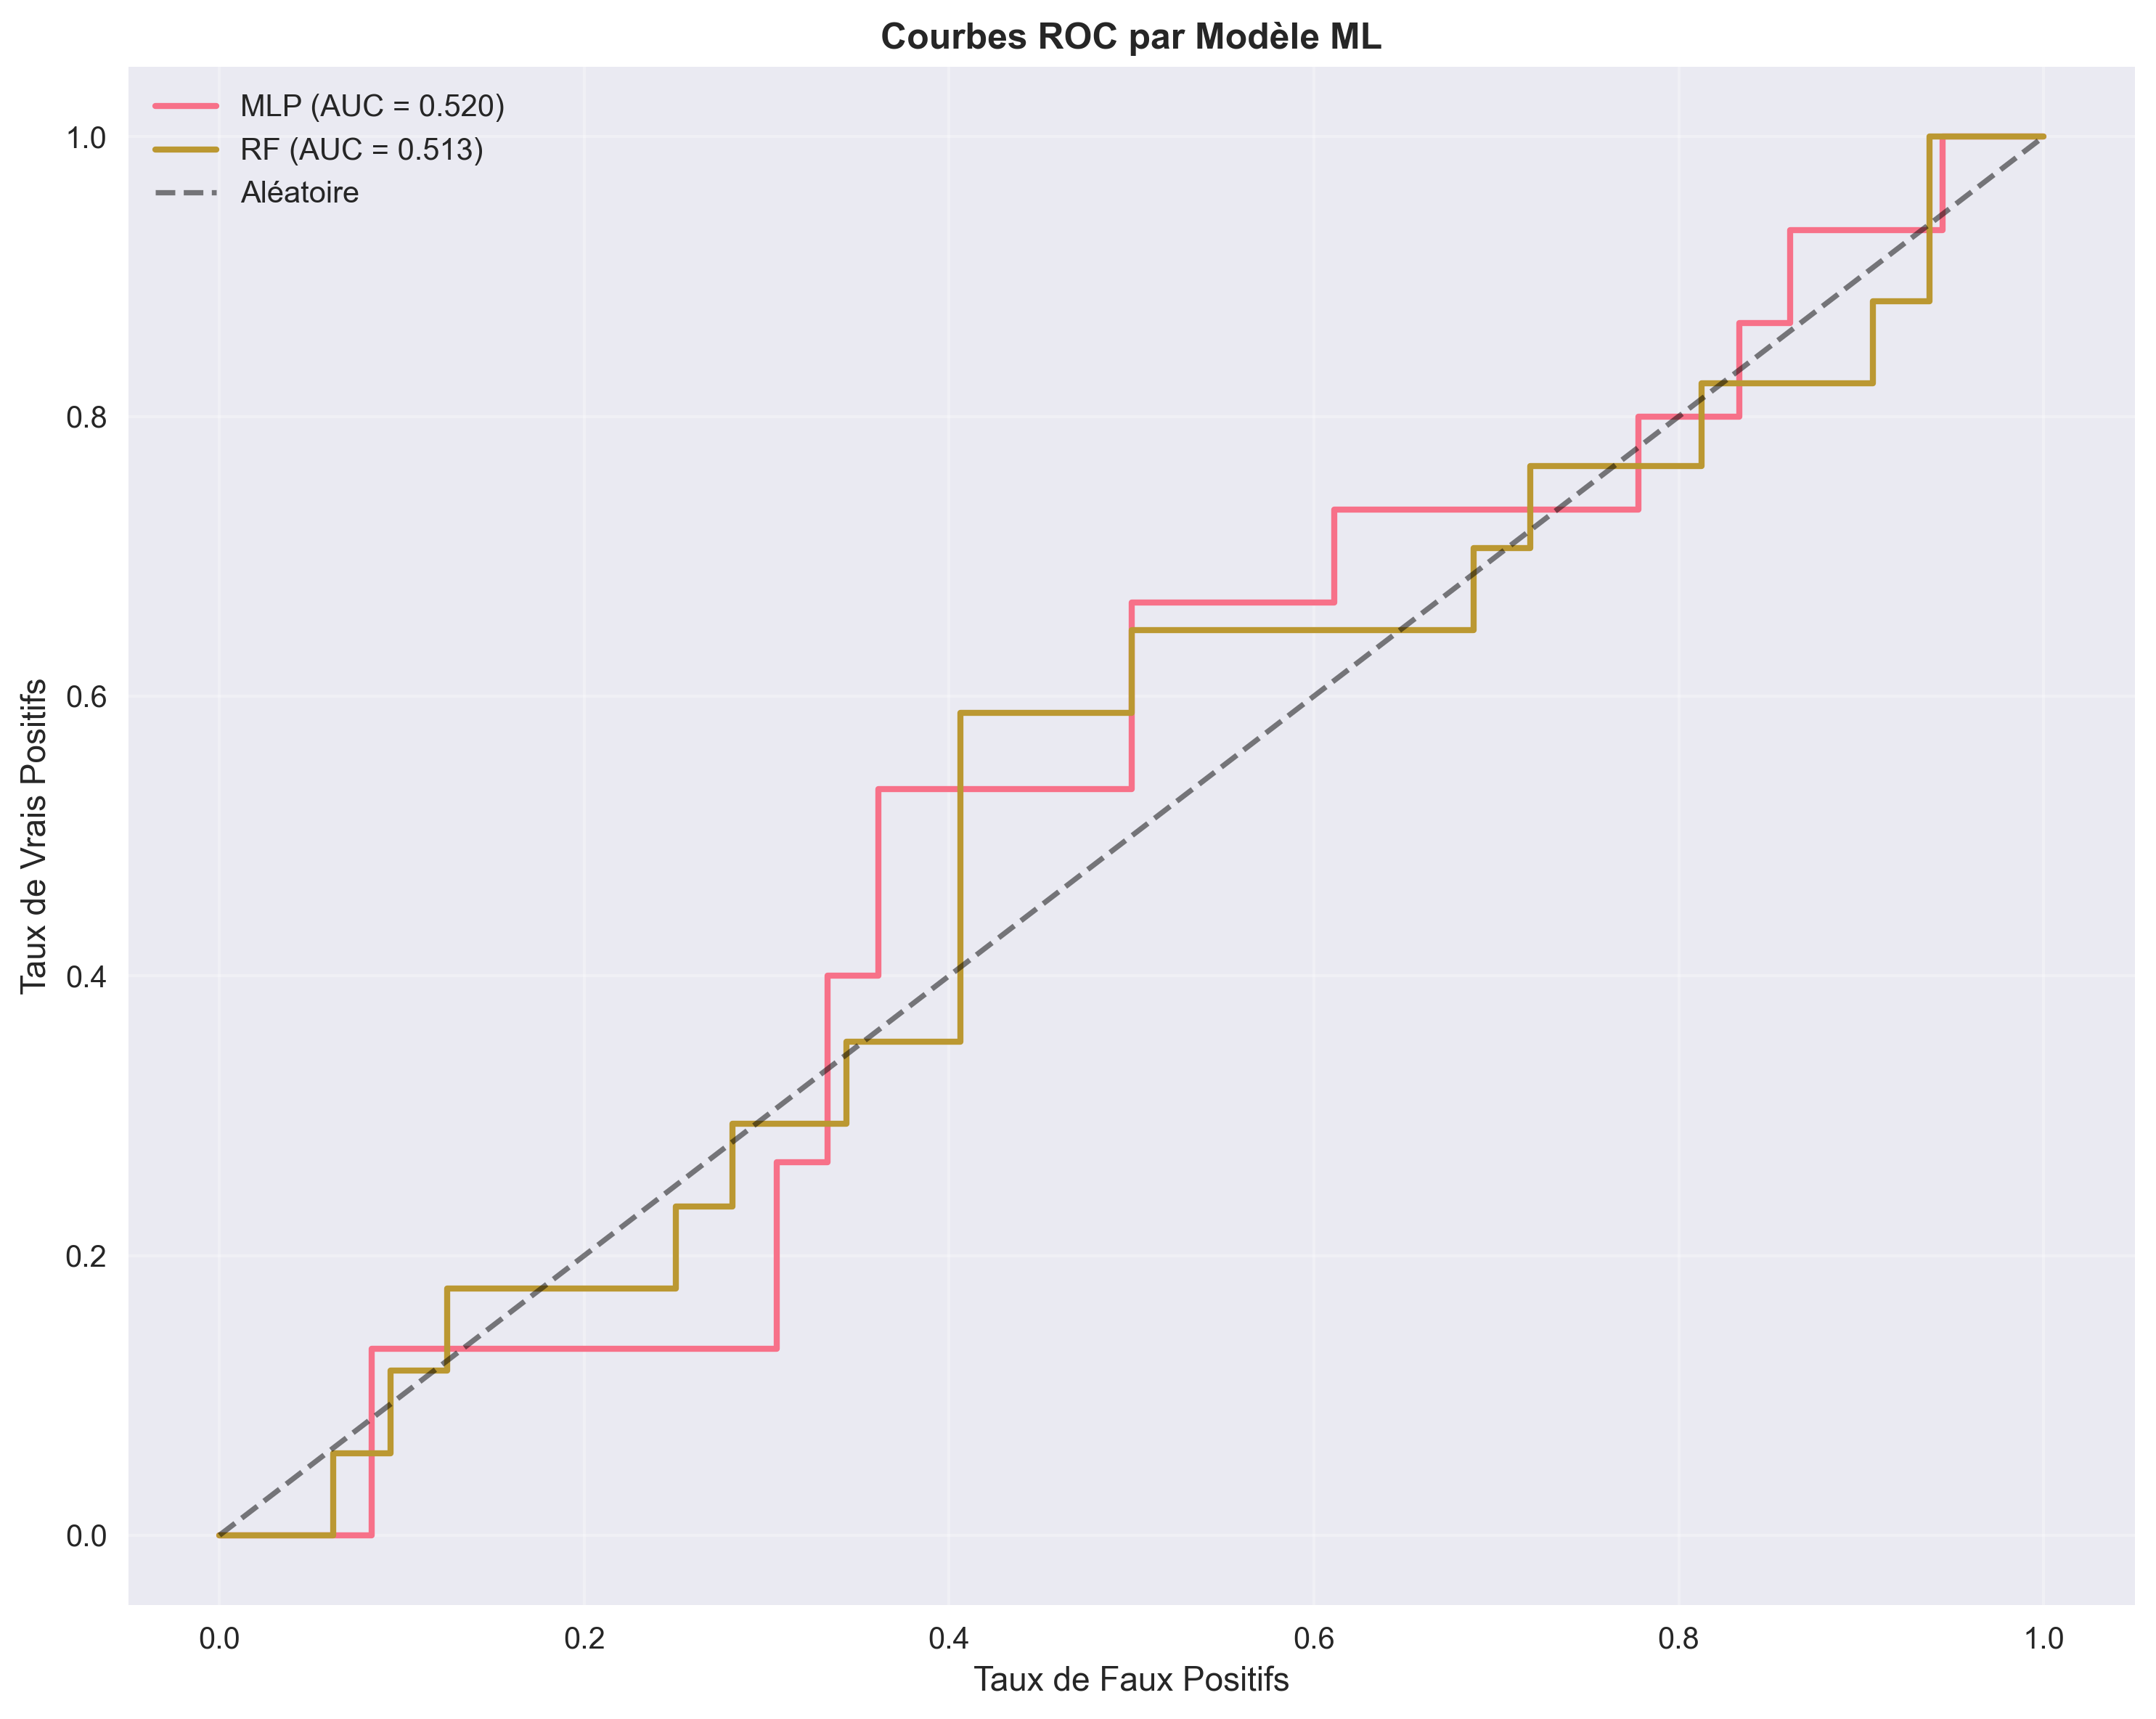 Courbes ROC par Modèle ML
MLP (AUC = 0.520)
RF (AUC = 0.513)
Aléatoire
Taux de Vrais Positifs
1.0
0.8
0.6
0.4
0.2
0.0
0.0 0.2 0.4 0.6 0.8 1.0
Taux de Faux Positifs